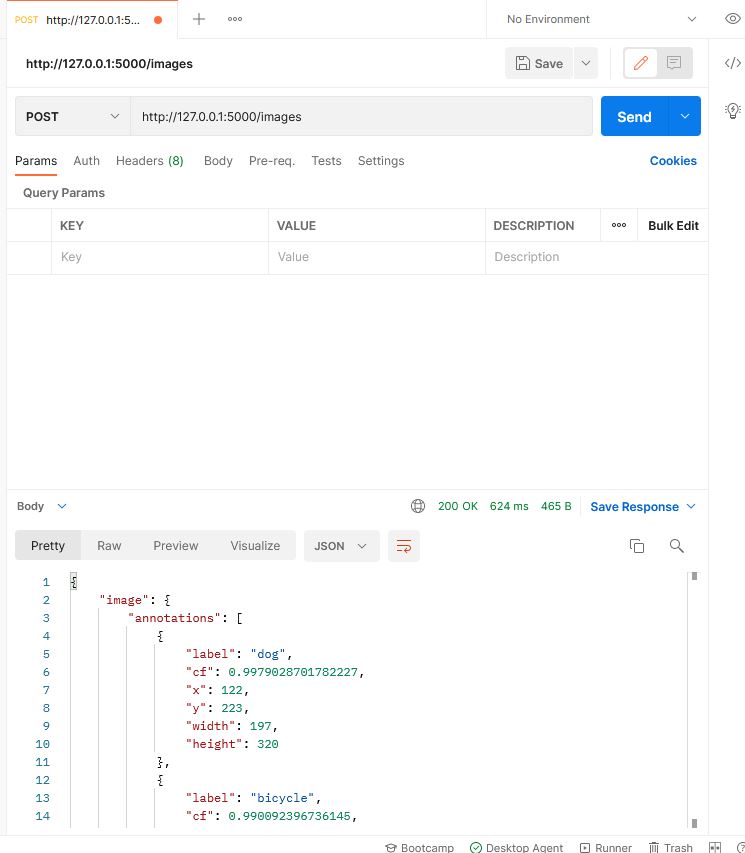 POST http://127.0.0.1:5...
No Environment
http://127.0.0.1:5000/images
Save
POST http://127.0.0.1:5000/images
Send
Params Auth Headers (8) Body Pre-req. Tests Settings Cookies
Query Params
KEY VALUE DESCRIPTION Bulk Edit
Key Value Description
Body 200 OK 624 ms 465 B Save Response
Pretty Raw Preview Visualize JSON
1 {
2 "image": {
3 "annotations": [
4 {
5 "label": "dog",
6 "cf": 0.9979028701782227,
7 "x": 122,
8 "y": 223,
9 "width": 197,
10 "height": 320
11 },
12 {
13 "label": "bicycle",
14 "cf": 0.990092396736145,
Bootcamp Desktop Agent Runner Trash